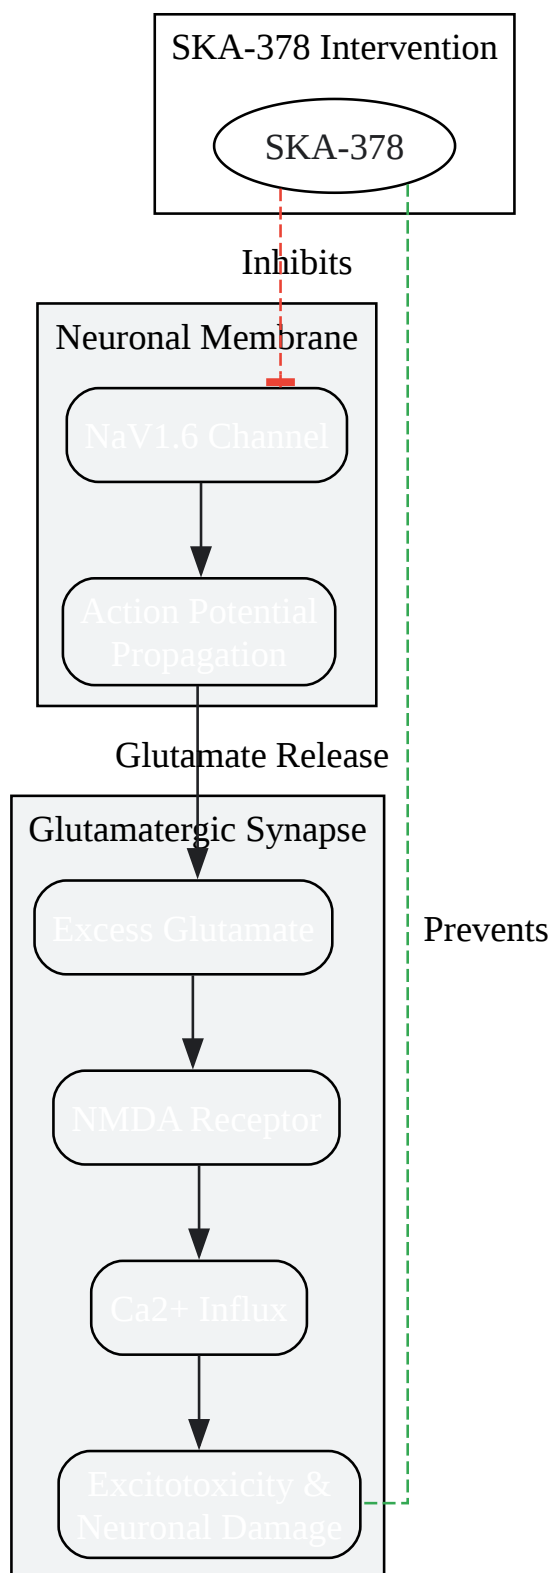 SKA-378 Intervention
SKA-378
Inhibits
Neuronal Membrane
NaV1.6 Channel
Action Potential
Propagation
Glutamate Release
Glutamatergic Synapse
Excess Glutamate
Prevents
NMDA Receptor
Ca2+ Influx
Excitotoxicity &
Neuronal Damage